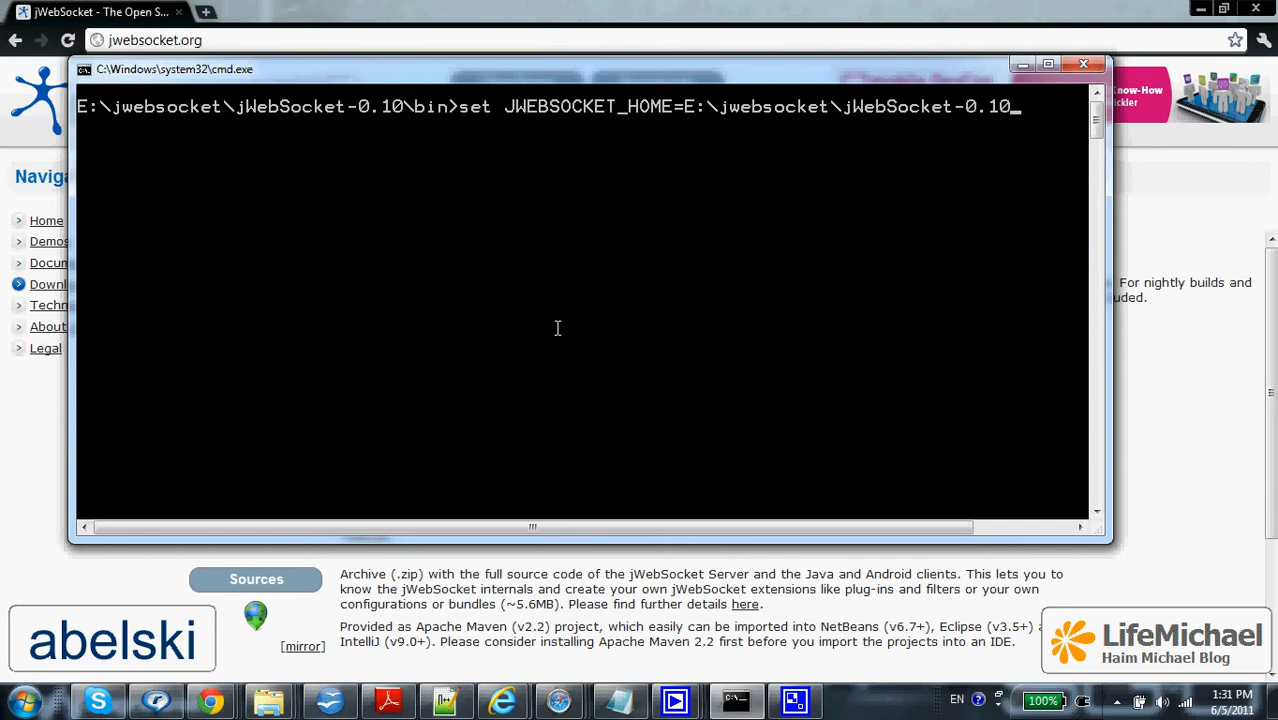 jWebSocket - The Open S...
jwebsocket.org
C:\Windows\system32\cmd.exe
E:\jwebsocket\jWebSocket-0.10\bin>set JWEBSOCKET_HOME=E:\jwebsocket\jWebSocket-0.10_
now-How
ickler
Naviga
Home
Demos
Docum
Downl
Techn
About
Legal
For nightly builds and
uded.
Sources
[mirror]
Archive (.zip) with the full source code of the jWebSocket Server and the Java and Android clients. This lets you to
know the jWebSocket internals and create your own jWebSocket extensions like plug-ins and filters or your own
configurations or bundles (~5.6MB). Please find further details here.
Provided as Apache Maven (v2.2) project, which easily can be imported into NetBeans (v6.7+), Eclipse (v3.5+) a
IntelliJ (v9.0+). Please consider installing Apache Maven 2.2 first before you import the projects into an IDE.
abelski
LifeMichael
Haim Michael Blog
EN
100%
1:31 PM
6/5/2011